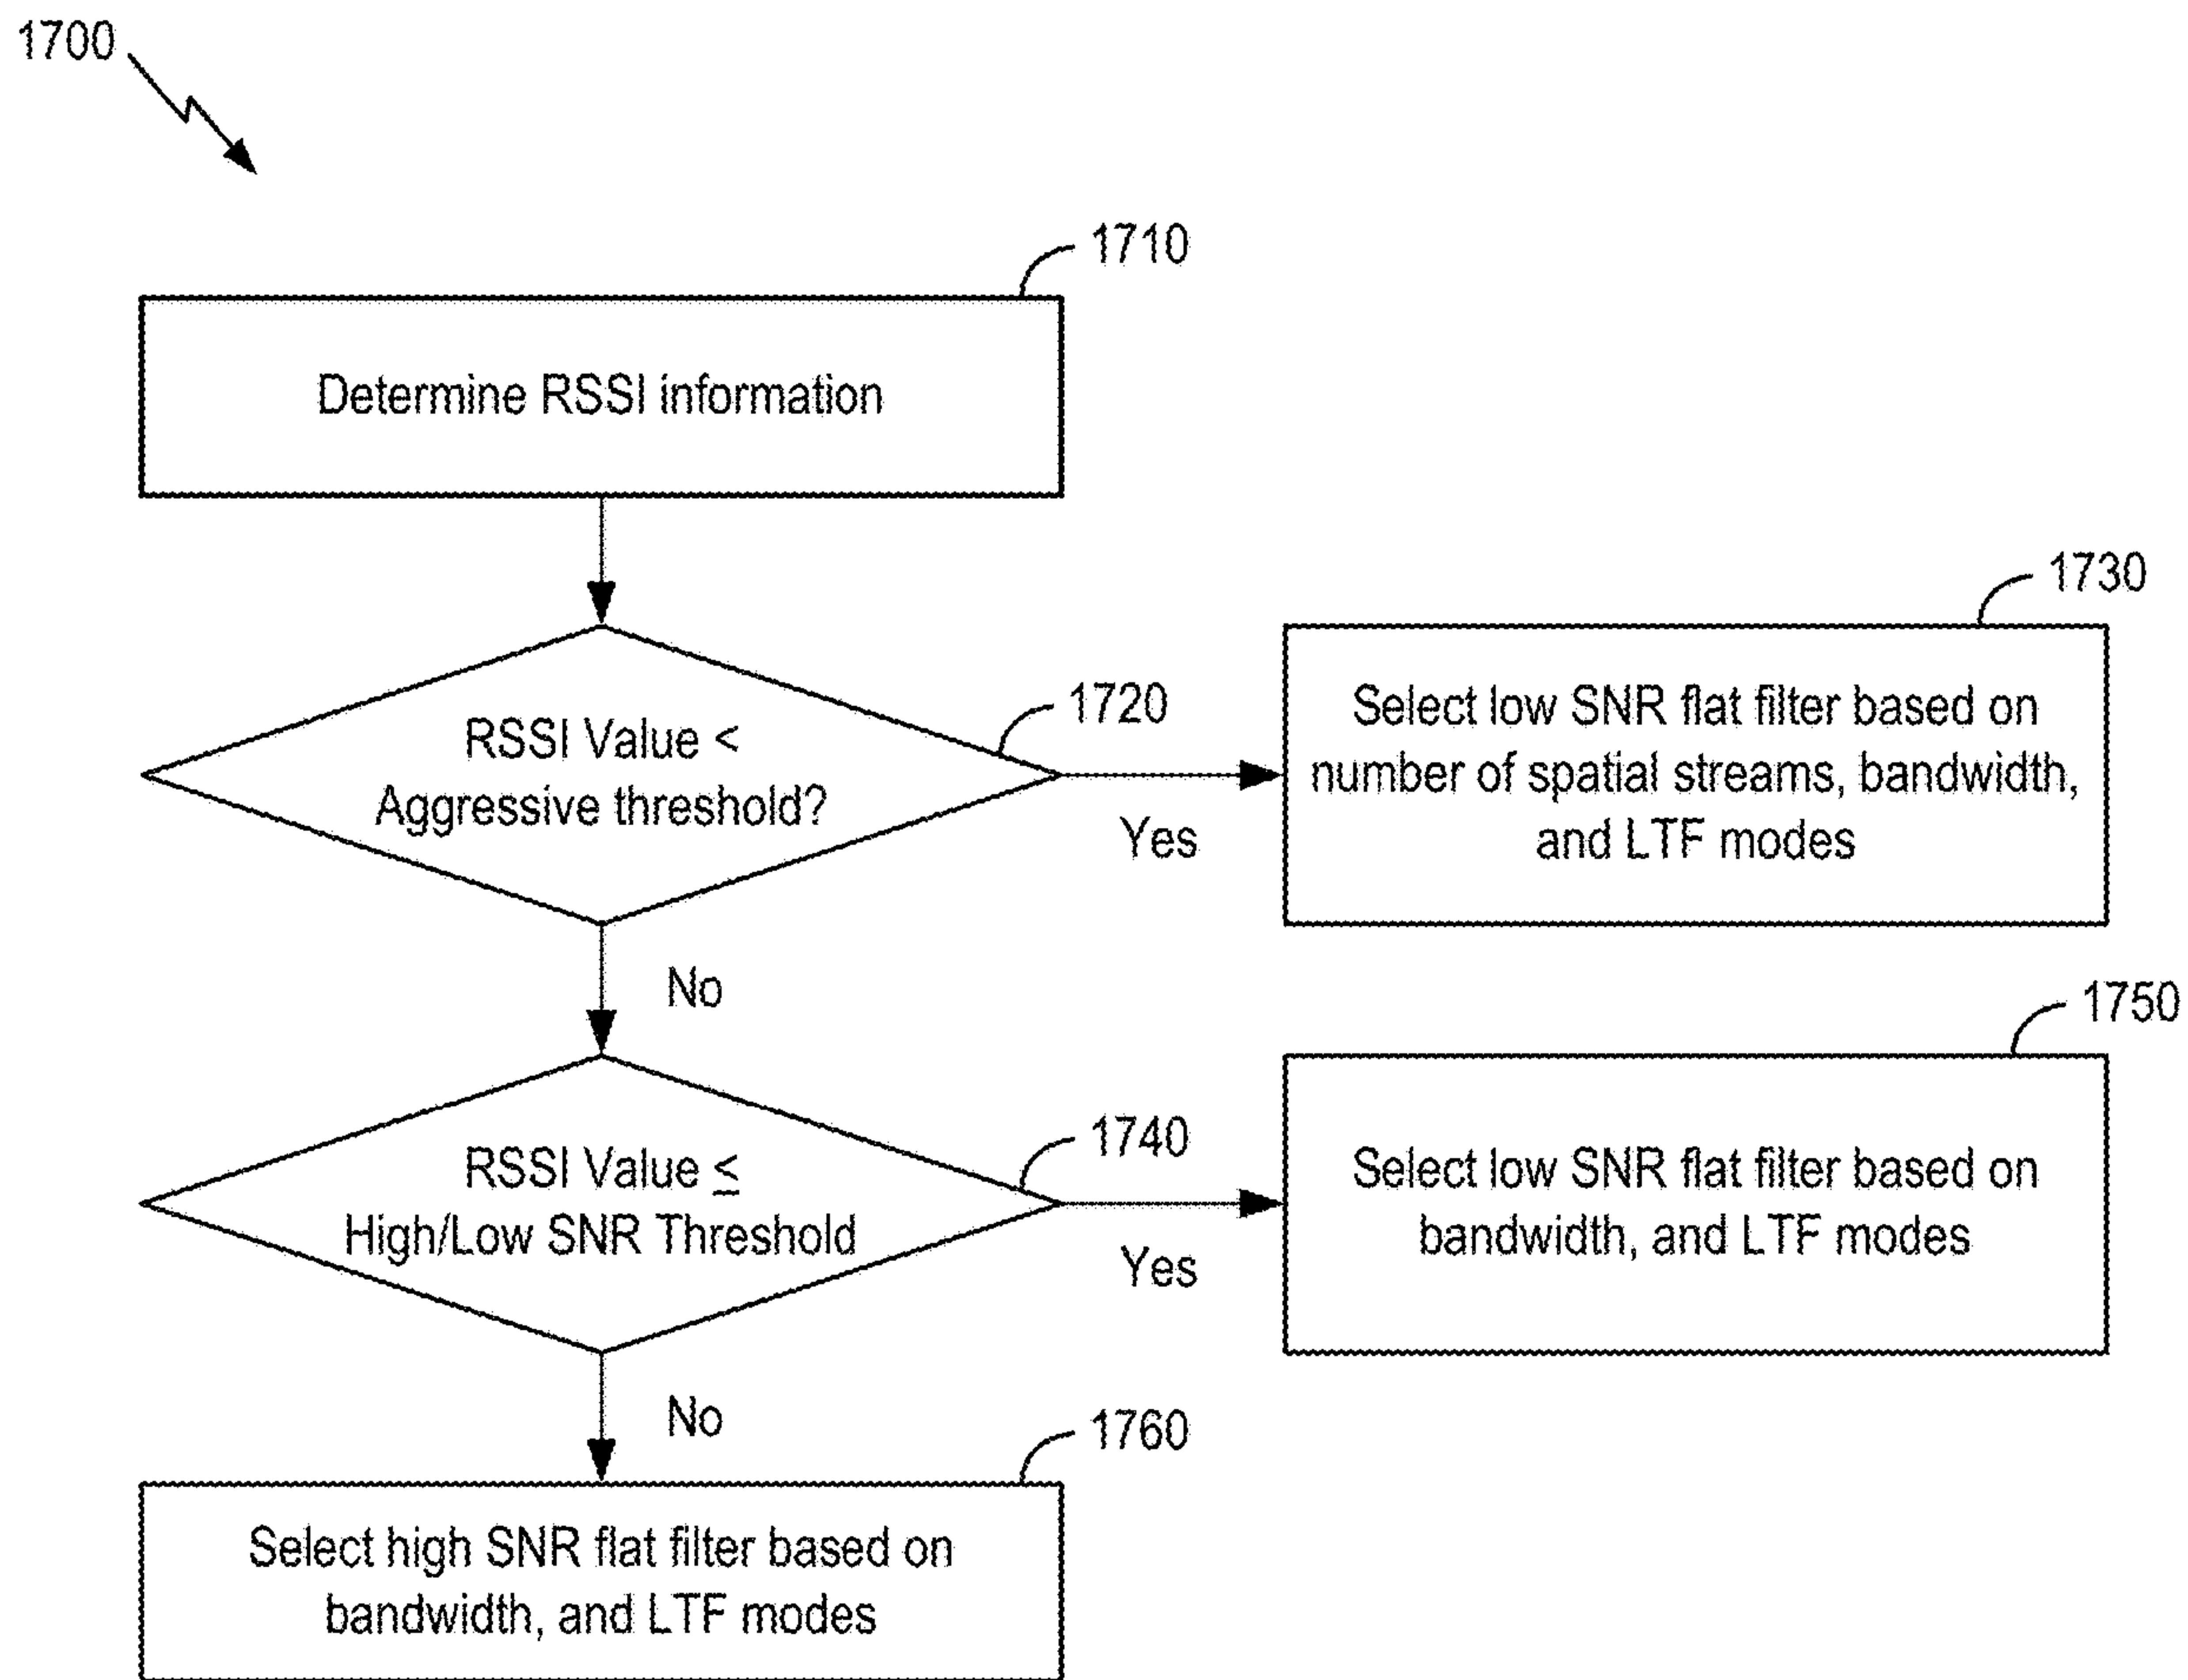 1700
1710
Determine RSSI information
1730
1720
RSSI Value <
Aggressive threshold?
Yes
Select low SNR flat filter based on
number of spatial streams, bandwidth,
and LTF modes
No
1750
1740
RSSI Value ≤
High/Low SNR Threshold
Yes
Select low SNR flat filter based on
bandwidth, and LTF modes
No
1760
Select high SNR flat filter based on
bandwidth, and LTF modes